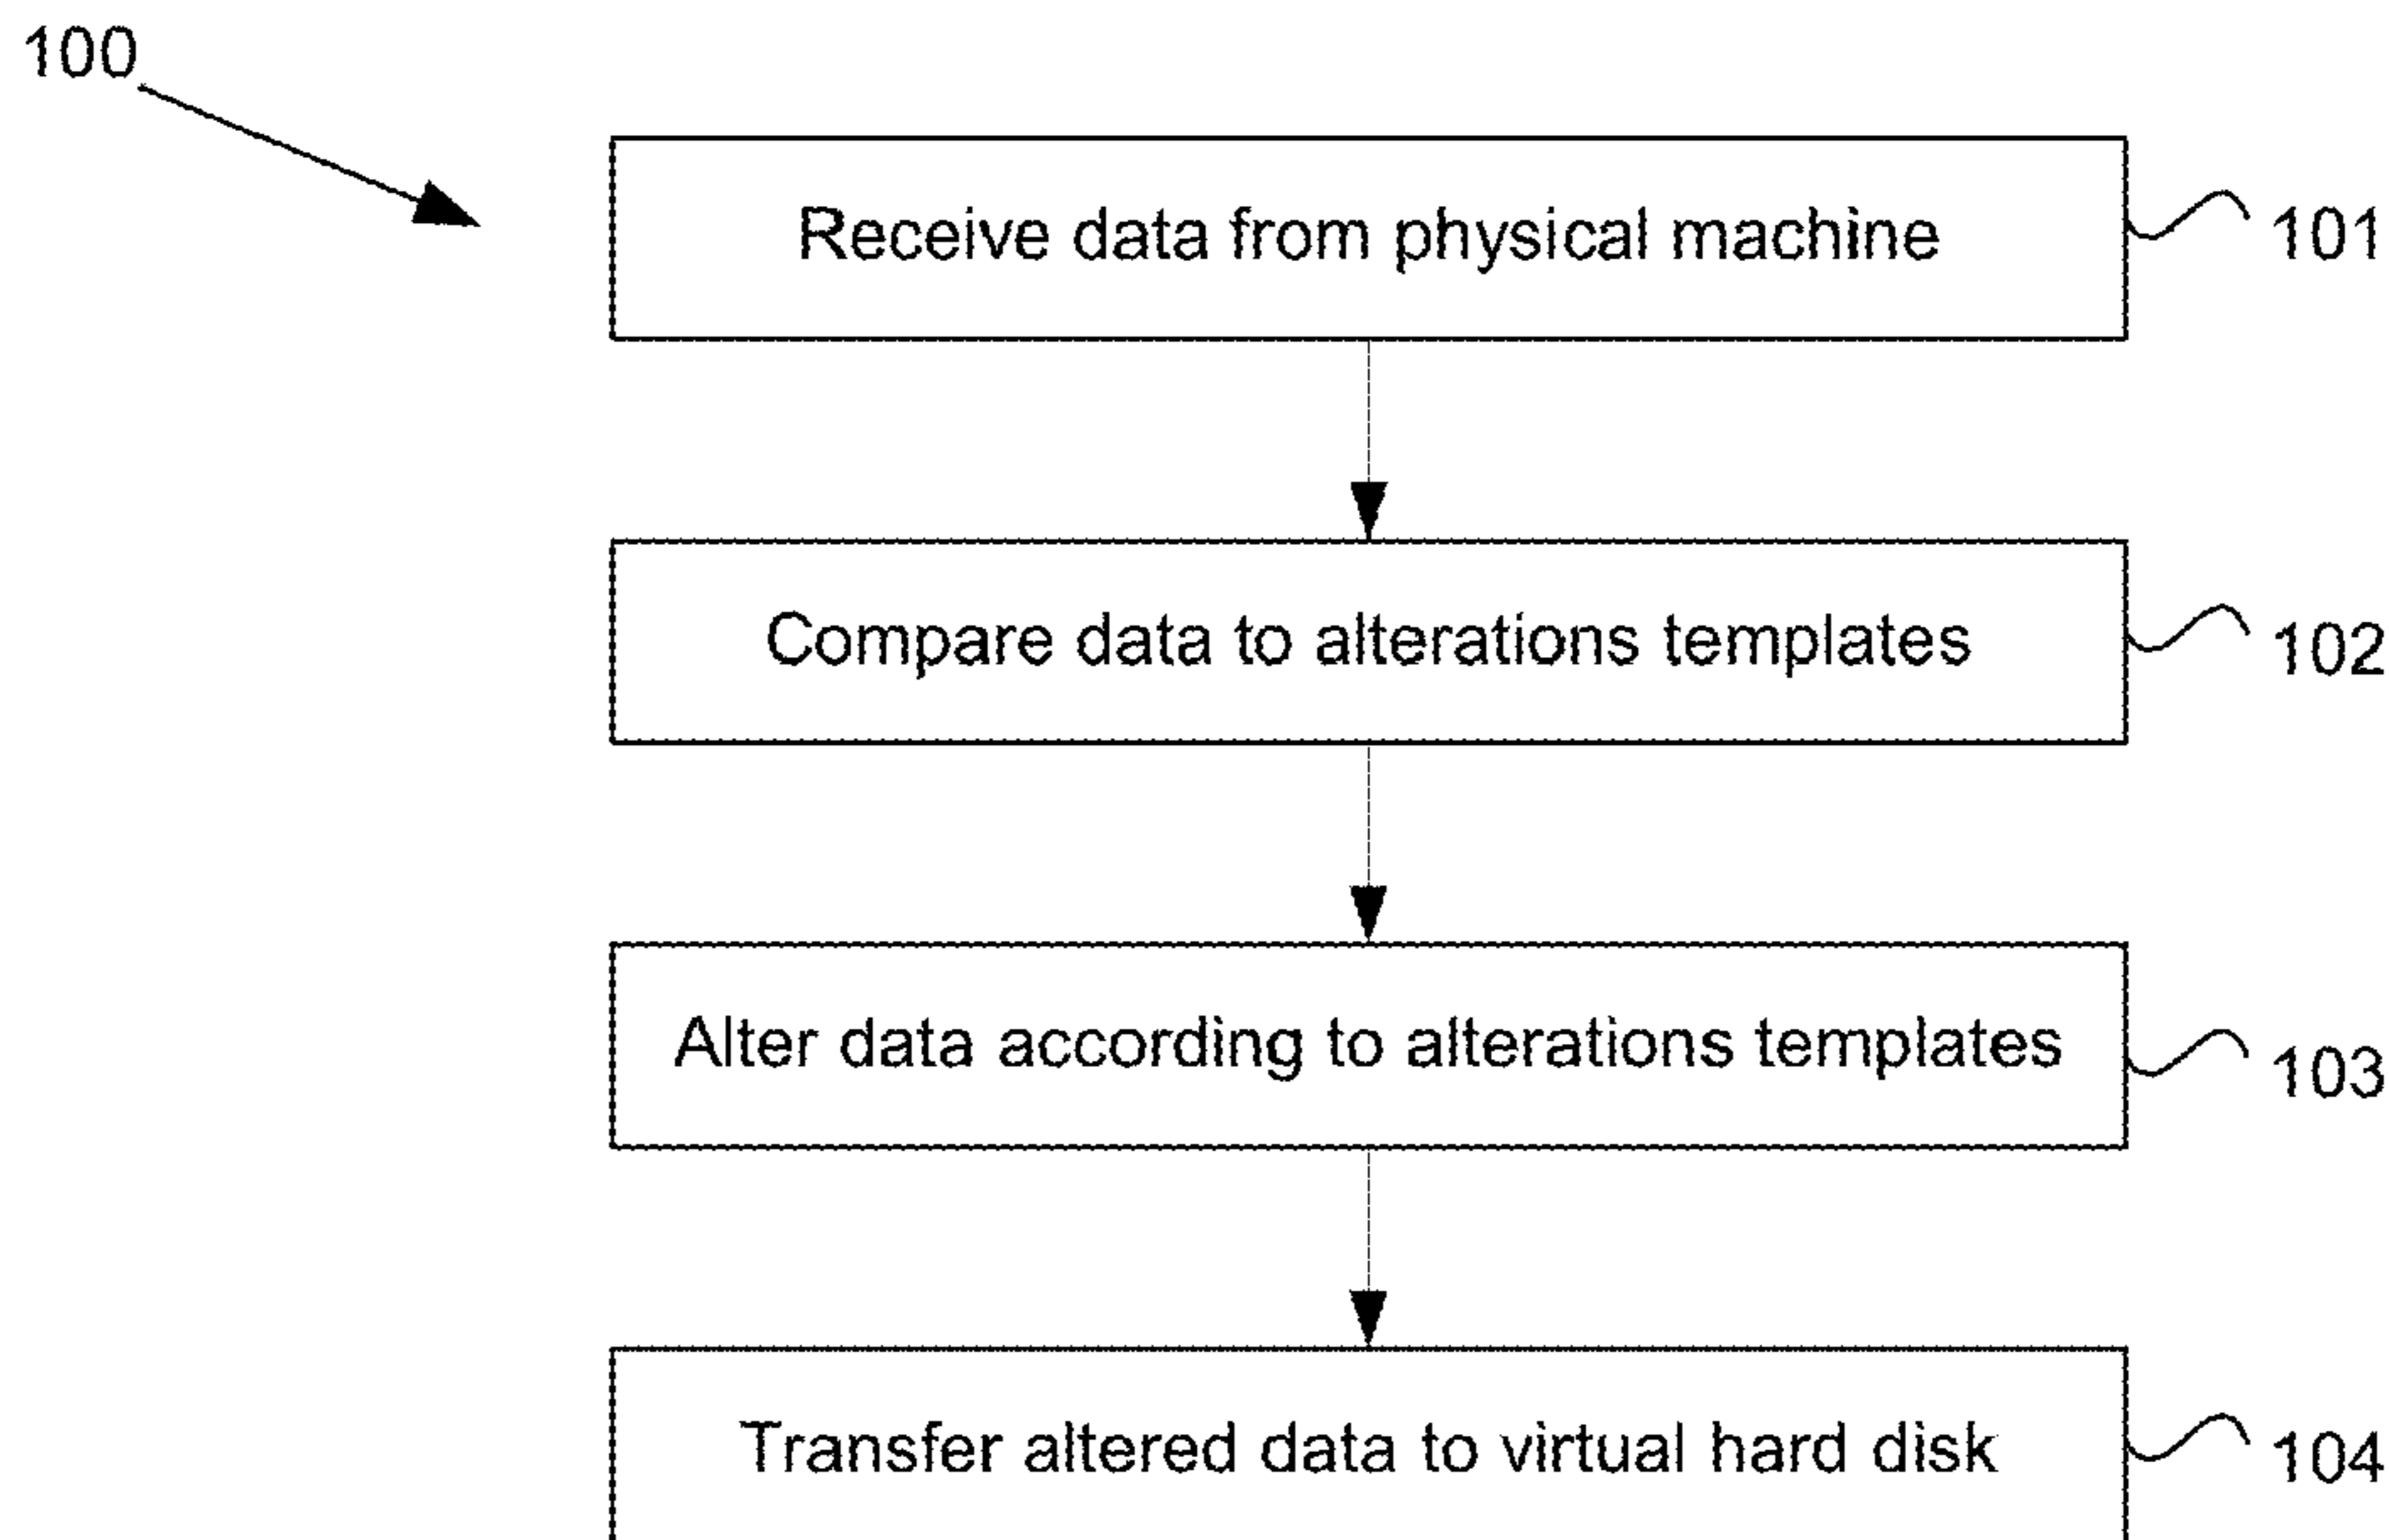 100
Receive data from physical machine
101
Compare data to alterations templates
102
Alter data according to alterations templates
103
Transfer altered data to virtual hard disk
104